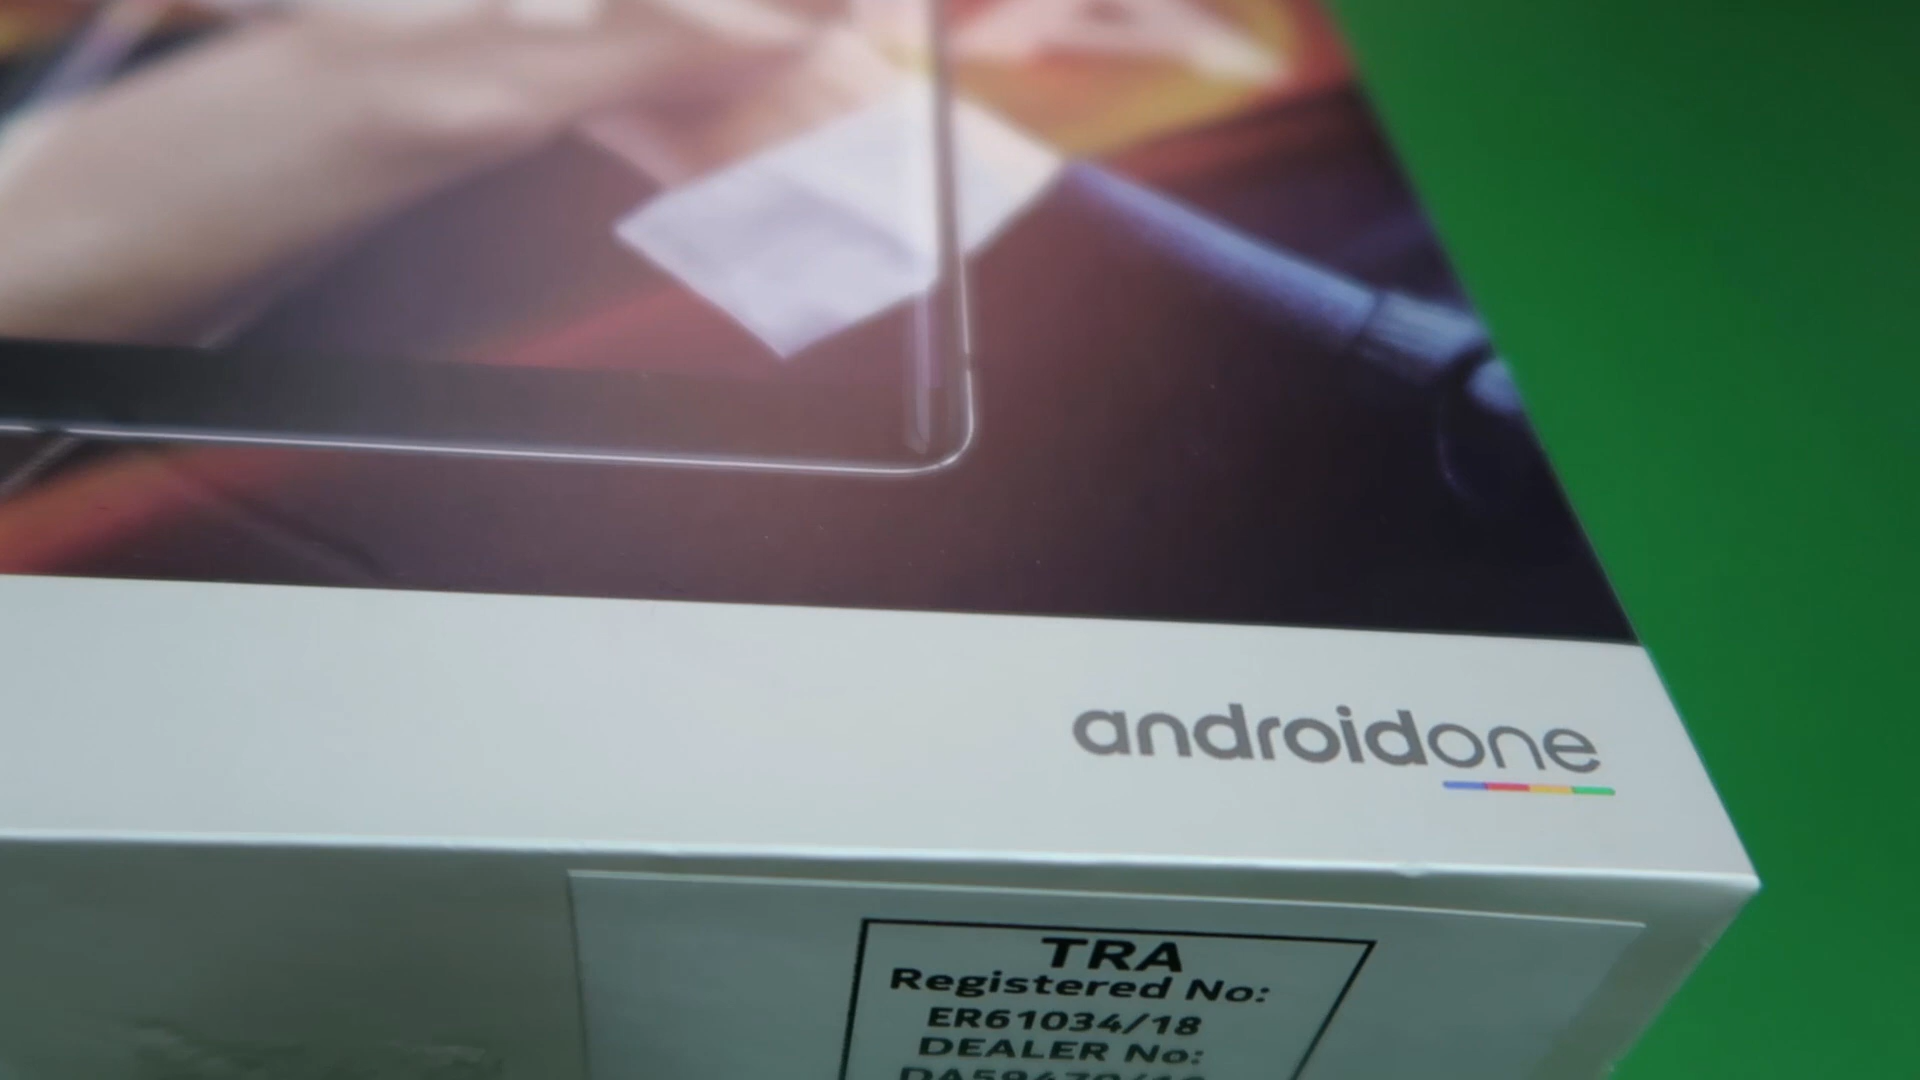 androidone
TRA
Registered No:
ER61034/18
DEALER No: